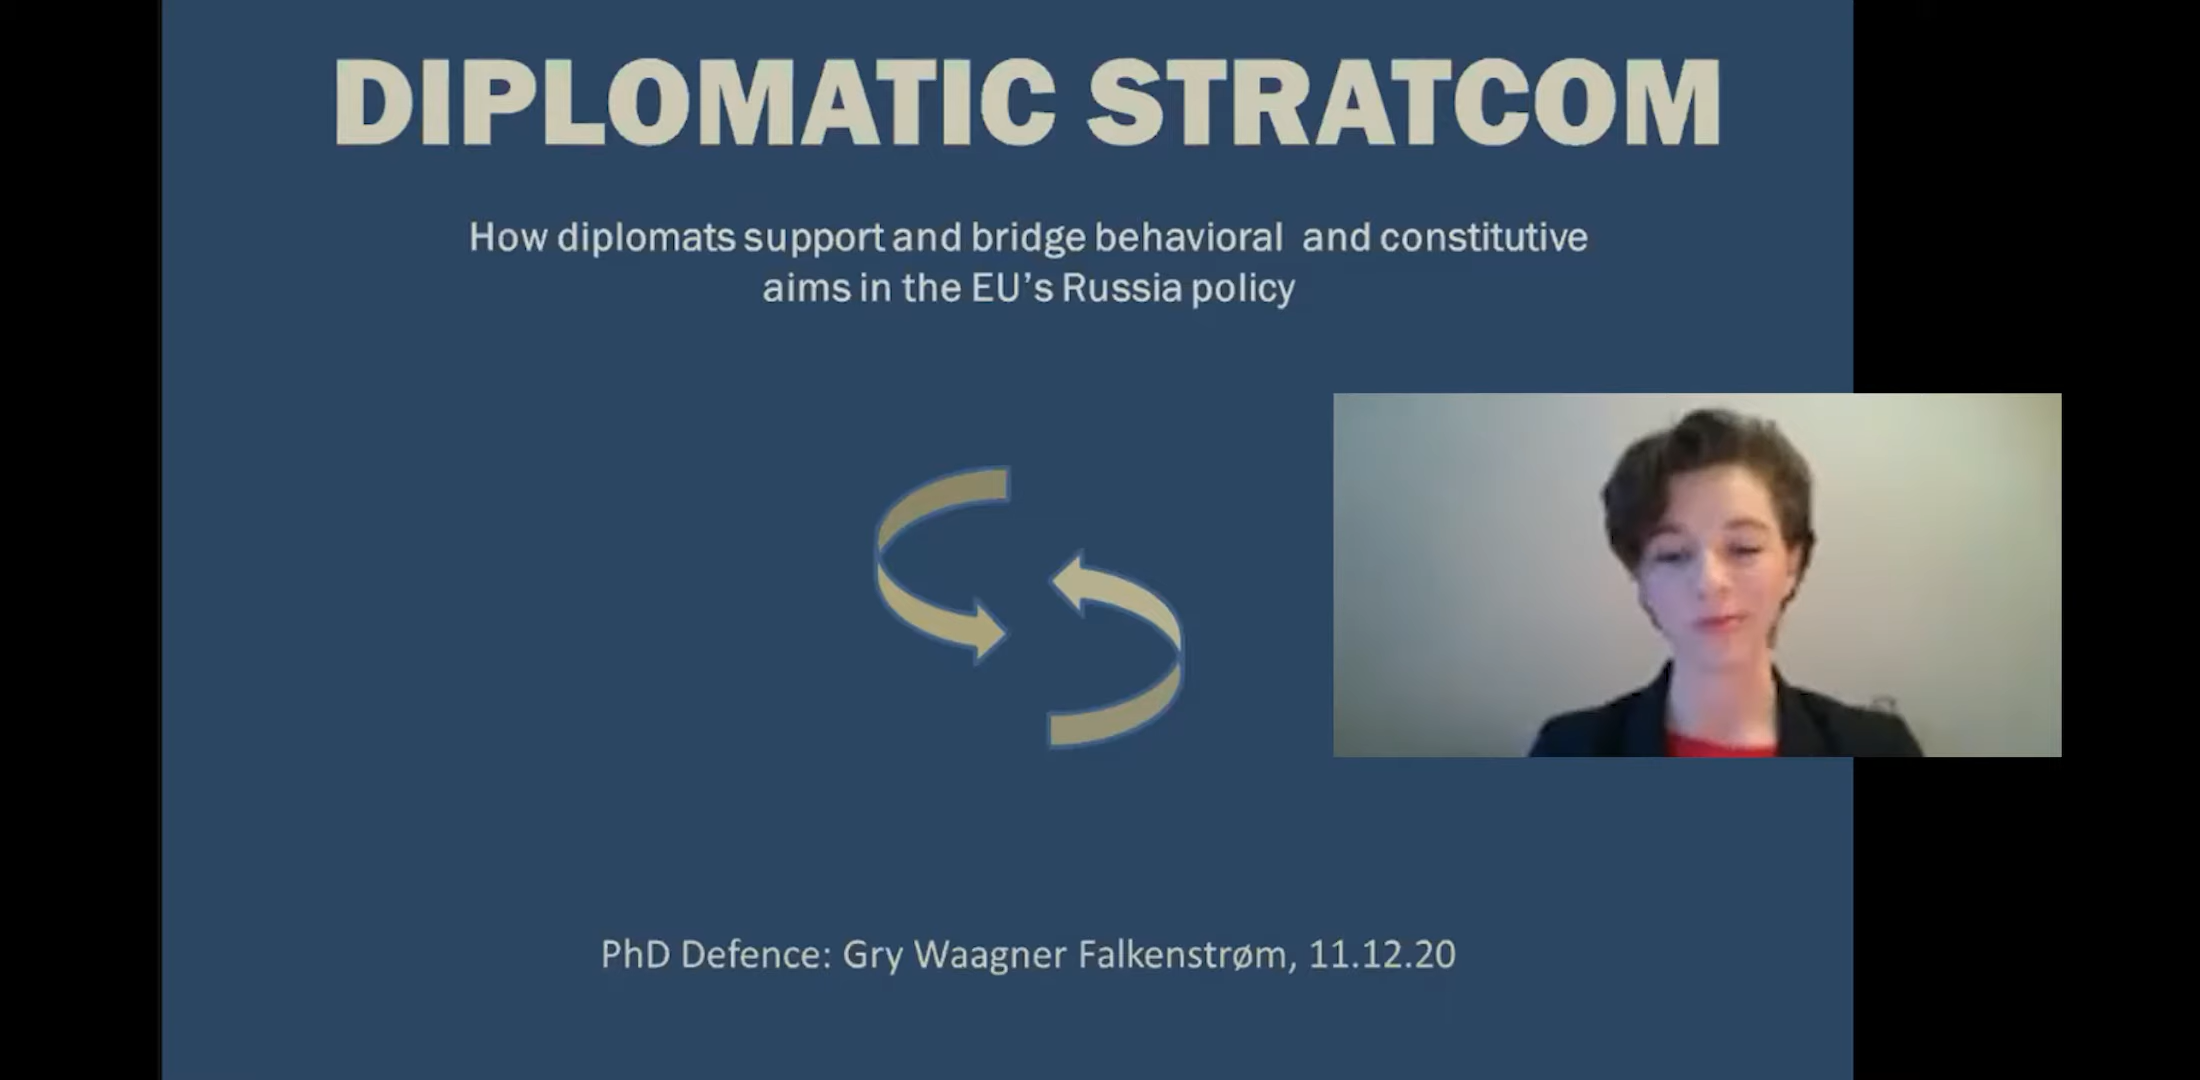 DIPLOMATIC STRATCOM
How diplomats support and bridge behavioral and constitutive
aims in the EU’s Russia policy
PhD Defence: Gry Waagner Falkenstrøm, 11.12.20